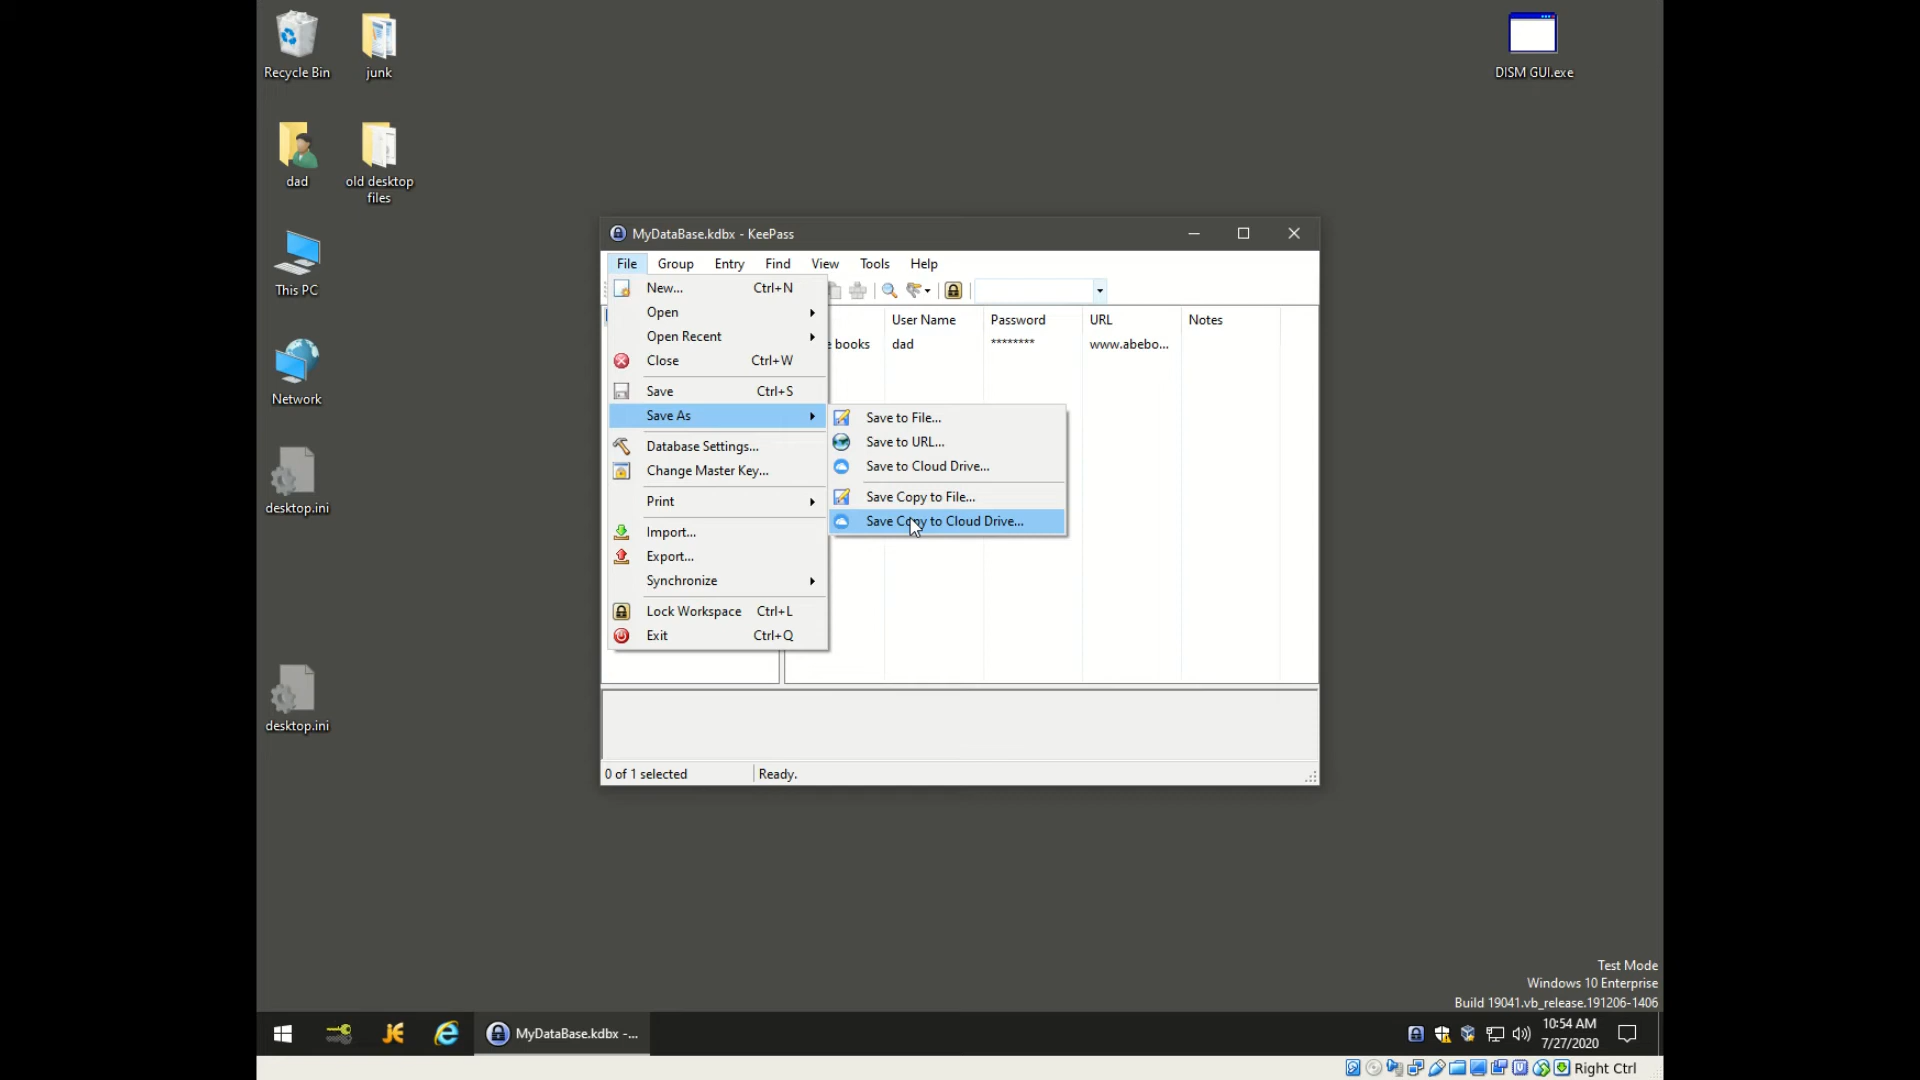 Recycle Bin
junk
DISM GUI.exe
dad
old desktop
files
This PC
Network
desktop.ini
desktop.ini
MyDataBase.kdbx - KeePass
File Group Entry Find View Tools Help
New... Ctrl+N
Open
Open Recent
Close Ctrl+W
Save Ctrl+S
Save As
Database Settings...
Change Master Key...
Print
Import...
Export...
Synchronize
Lock Workspace Ctrl+L
Exit Ctrl+Q
Save to File...
Save to URL...
Save to Cloud Drive...
Save Copy to File...
Save Copy to Cloud Drive...
User Name Password URL Notes
e books dad ******** www.abebo...
0 of 1 selected Ready.
Test Mode
Windows 10 Enterprise
Build 19041.vb_release.191206-1406
MyDataBase.kdbx -...
10:54 AM
7/27/2020
Right Ctrl